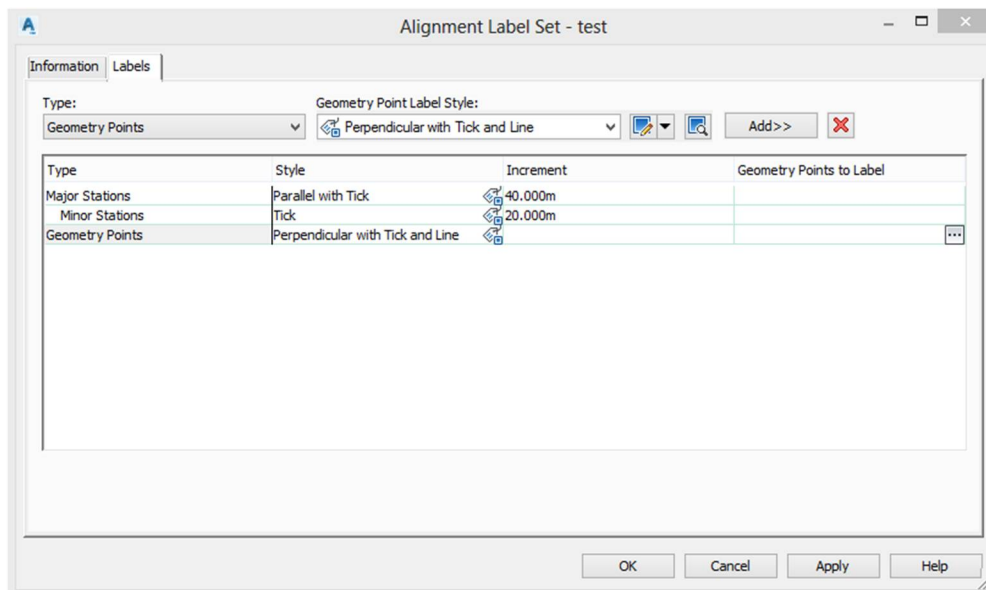 Alignment Label Set - test
Information Labels
Type: Geometry Point Label Style:
Geometry Points Perpendicular with Tick and Line Add>>
Type Style Increment Geometry Points to Label
Major Stations Parallel with Tick 40.000m
Minor Stations Tick 20.000m
Geometry Points Perpendicular with Tick and Line ...
OK Cancel Apply Help